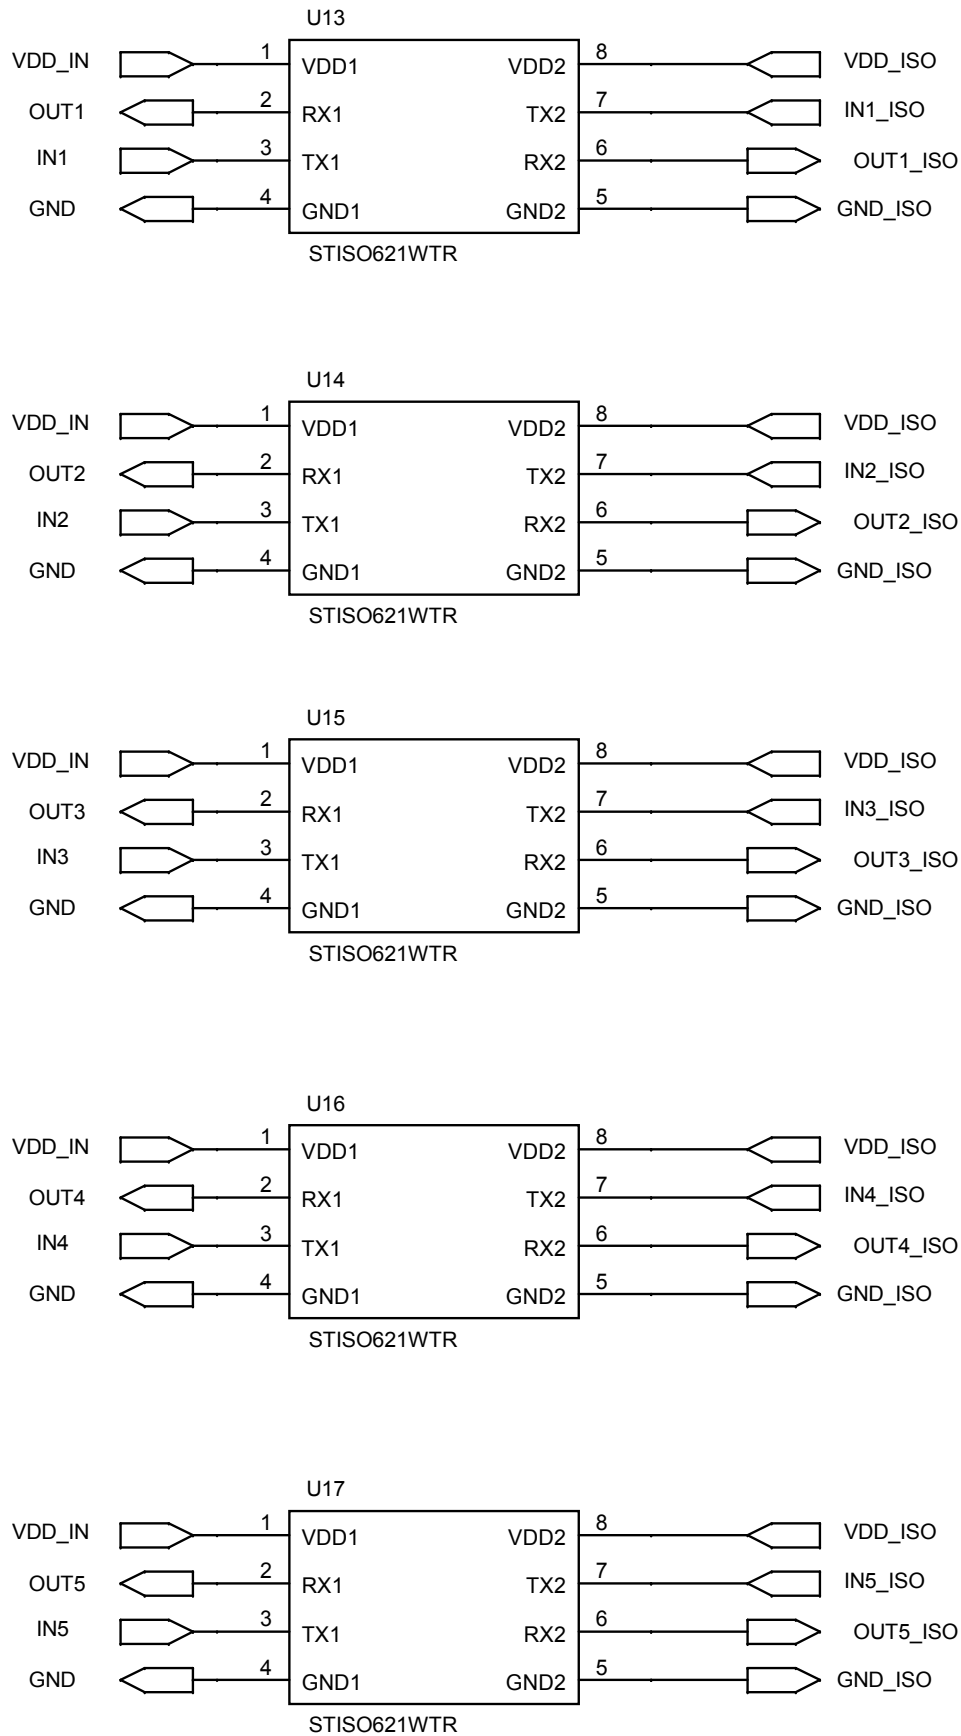 U13
VDD_IN 1 VDD1 VDD2 8 VDD_ISO
OUT1 2 RX1 TX2 7 IN1_ISO
IN1 3 TX1 RX2 6 OUT1_ISO
GND 4 GND1 GND2 5 GND_ISO
STISO621WTR
U14
VDD_IN 1 VDD1 VDD2 8 VDD_ISO
OUT2 2 RX1 TX2 7 IN2_ISO
IN2 3 TX1 RX2 6 OUT2_ISO
GND 4 GND1 GND2 5 GND_ISO
STISO621WTR
U15
VDD_IN 1 VDD1 VDD2 8 VDD_ISO
OUT3 2 RX1 TX2 7 IN3_ISO
IN3 3 TX1 RX2 6 OUT3_ISO
GND 4 GND1 GND2 5 GND_ISO
STISO621WTR
U16
VDD_IN 1 VDD1 VDD2 8 VDD_ISO
OUT4 2 RX1 TX2 7 IN4_ISO
IN4 3 TX1 RX2 6 OUT4_ISO
GND 4 GND1 GND2 5 GND_ISO
STISO621WTR
U17
VDD_IN 1 VDD1 VDD2 8 VDD_ISO
OUT5 2 RX1 TX2 7 IN5_ISO
IN5 3 TX1 RX2 6 OUT5_ISO
GND 4 GND1 GND2 5 GND_ISO
STISO621WTR